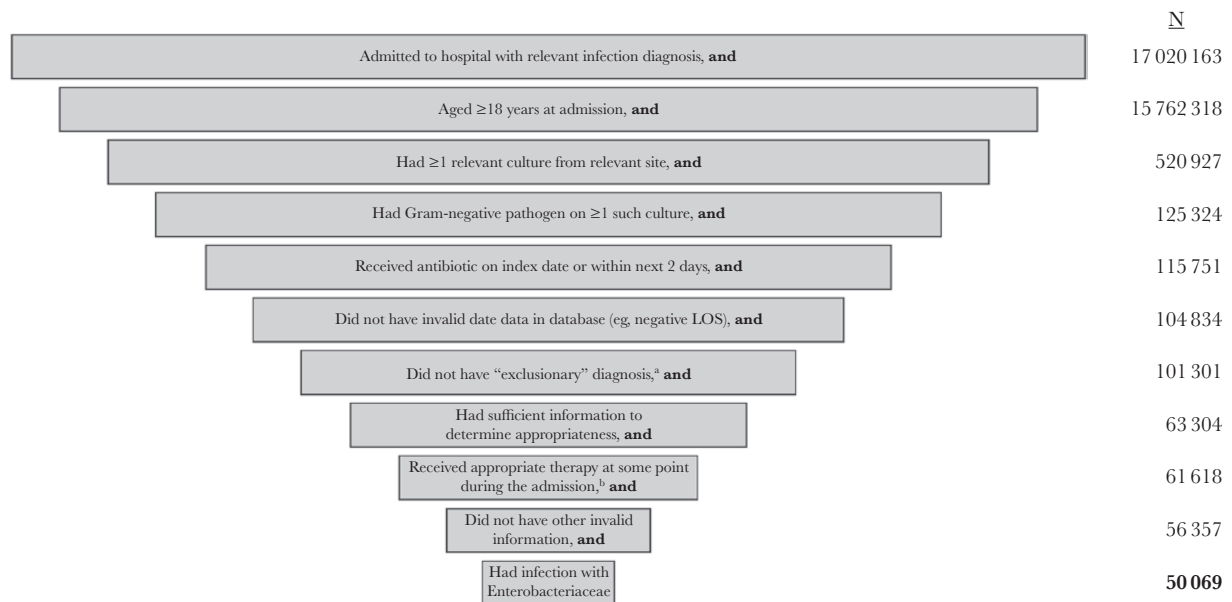 N
Admitted to hospital with relevant infection diagnosis, and 17 020 163
Aged ≥18 years at admission, and 15 762 318
Had ≥1 relevant culture from relevant site, and 520 927
Had Gram-negative pathogen on ≥1 such culture, and 125 324
Received antibiotic on index date or within next 2 days, and 115 751
Did not have invalid date data in database (eg, negative LOS), and 104 834
Did not have “exclusionary” diagnosis,ᵃ and 101 301
Had sufficient information to
determine appropriateness, and 63 304
Received appropriate therapy at some point
during the admission,ᵇ and 61 618
Did not have other invalid
information, and 56 357
Had infection with
Enterobacteriaceae 50 069